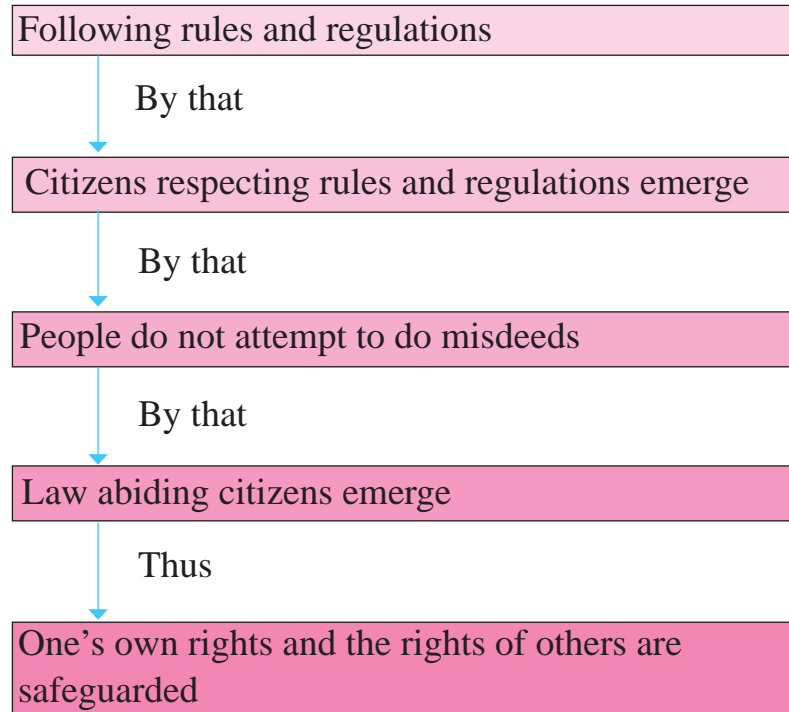 Following rules and regulations
By that
Citizens respecting rules and regulations emerge
By that
People do not attempt to do misdeeds
By that
Law abiding citizens emerge
Thus
One’s own rights and the rights of others are
safeguarded